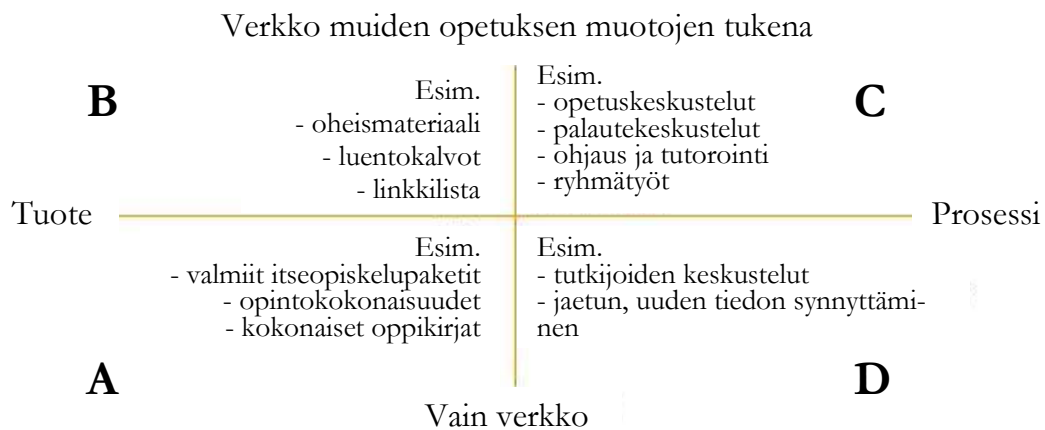 Verkko muiden opetuksen muotojen tukena
B
Esim.
- oheismateriaali
- luentokalvot
- linkkilista
Esim.
- opetuskeskustelut
- palautekeskustelut
- ohjaus ja tutorointi
- ryhmätyöt
C
Tuote
Prosessi
Esim.
- valmiit itseopiskelupaketit
- opintokokonaisuudet
- kokonaiset oppikirjat
Esim.
- tutkijoiden keskustelut
- jaetun, uuden tiedon synnyttämi-
nen
A
D
Vain verkko